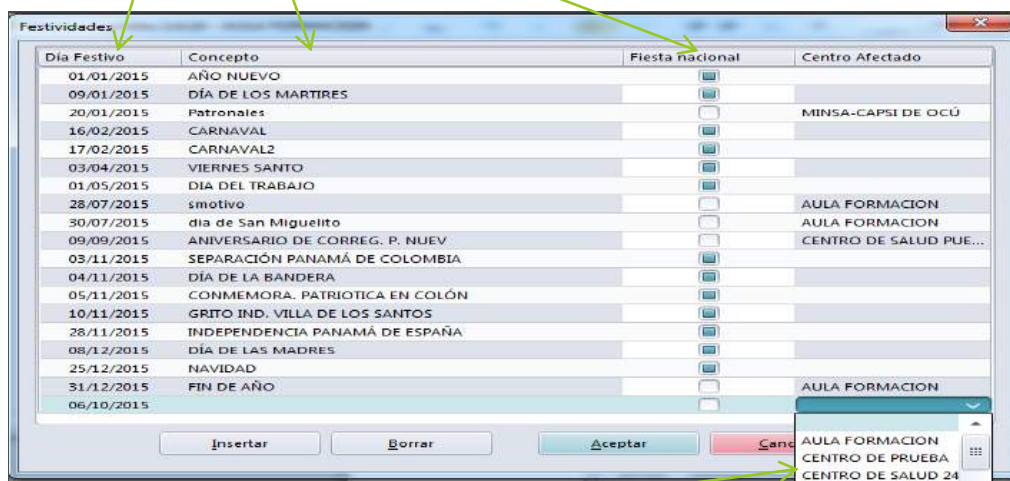 Festividades
Día Festivo Concepto Fiesta nacional Centro Afectado
01/01/2015 AÑO NUEVO
09/01/2015 DÍA DE LOS MARTIRES
20/01/2015 Patronales MINSA-CAPSI DE OCÚ
16/02/2015 CARNAVAL
17/02/2015 CARNAVAL2
03/04/2015 VIERNES SANTO
01/05/2015 DIA DEL TRABAJO
28/07/2015 smotivo AULA FORMACION
30/07/2015 dia de San Miguelito AULA FORMACION
09/09/2015 ANIVERSARIO DE CORREG. P. NUEV CENTRO DE SALUD PUE...
03/11/2015 SEPARACIÓN PANAMÁ DE COLOMBIA
04/11/2015 DÍA DE LA BANDERA
05/11/2015 CONMEMORA. PATRIOTICA EN COLÓN
10/11/2015 GRITO IND. VILLA DE LOS SANTOS
28/11/2015 INDEPENDENCIA PANAMÁ DE ESPAÑA
08/12/2015 DÍA DE LAS MADRES
25/12/2015 NAVIDAD
31/12/2015 FIN DE AÑO AULA FORMACION
06/10/2015
Insertar Borrar Aceptar Canc
AULA FORMACION
CENTRO DE PRUEBA
CENTRO DE SALUD 24